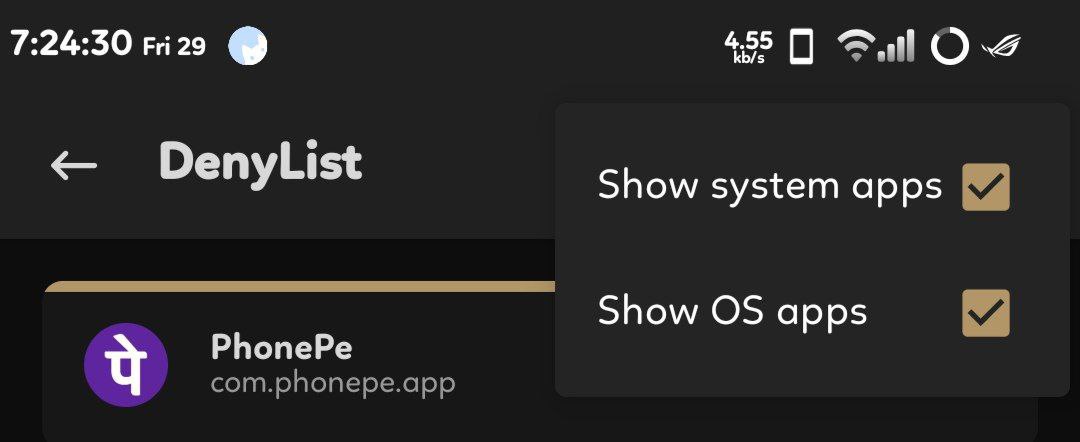 7:24:30 Fri 29
4.55
kb/s
DenyList
Show system apps
Show OS apps
पे
PhonePe
com.phonepe.app